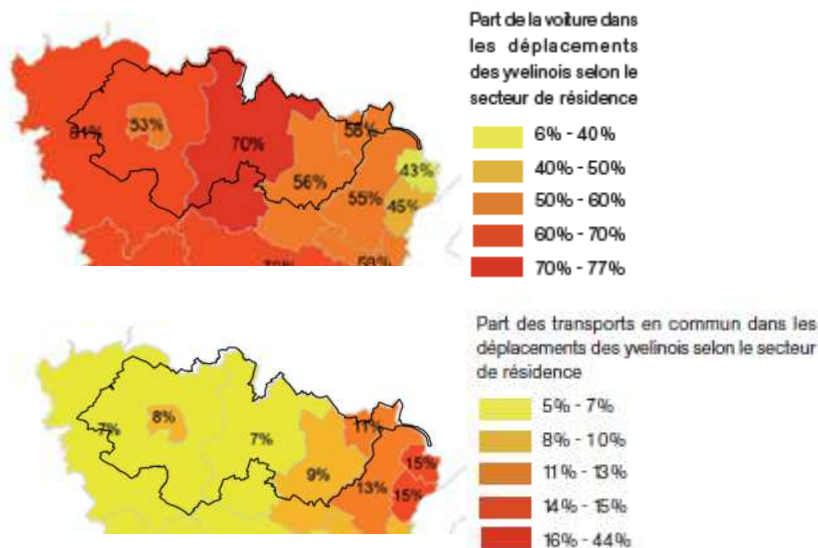 Part de la voiture dans
les déplacements
des yvelinois selon le
secteur de résidence
6% - 40%
40% - 50%
50% - 60%
60% - 70%
70% - 77%
53%
70%
56%
43%
55%
45%
Part des transports en commun dans les
déplacements des yvelinois selon le secteur
de résidence
5% - 7%
8% - 10%
11% - 13%
14% - 15%
16% - 44%
7%
8%
7%
11%
9%
15%
13%
15%